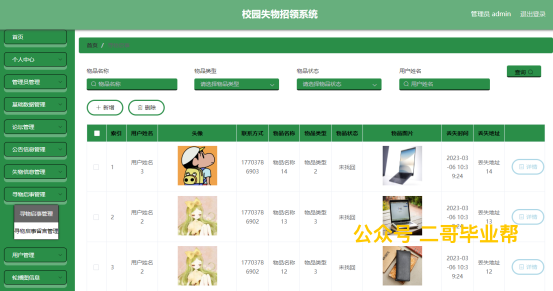 校园失物招领系统
管理员 admin 退出登录
首页
个人中心
管理员管理
基础数据管理
论坛管理
公告信息管理
失物信息管理
寻物启事管理
寻物启事管理
寻物启事留言管理
用户管理
轮播图信息
首页 /
物品名称 物品类型 物品状态 用户姓名
物品名称 请选择物品类型 请选择物品状态 用户姓名 查询
+ 新增 删除
索引 用户姓名 头像 联系方式 物品名称 物品类型 物品状态 物品图片 丢失时间 丢失地址
1 用户姓名3 17703786903 物品名称14 物品类型2 未找回 2023-03-06 10:39:24 丢失地址14 详情
2 用户姓名2 17703786902 物品名称13 物品类型3 未找回 2023-03-06 10:39:24 丢失地址13 详情
3 用户姓名2 17703786902 物品名称12 物品类型3 未找回 2023-03-06 10:39:24 丢失地址12 详情
公众号 二哥毕业帮